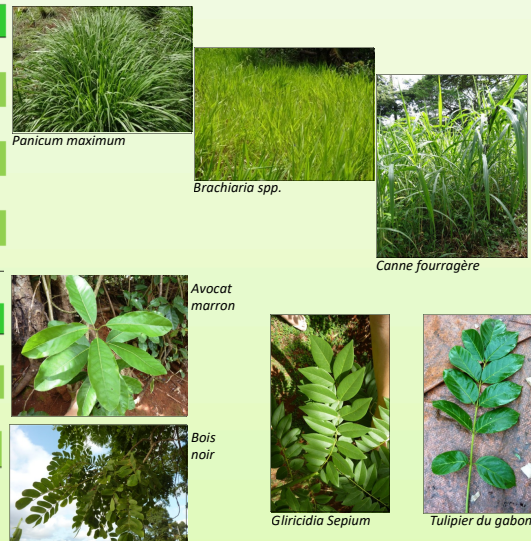 Panicum maximum
Brachiaria spp.
Canne fourragère
Avocat
marron
Bois
noir
Gliricidia Sepium
Tulipier du gabon